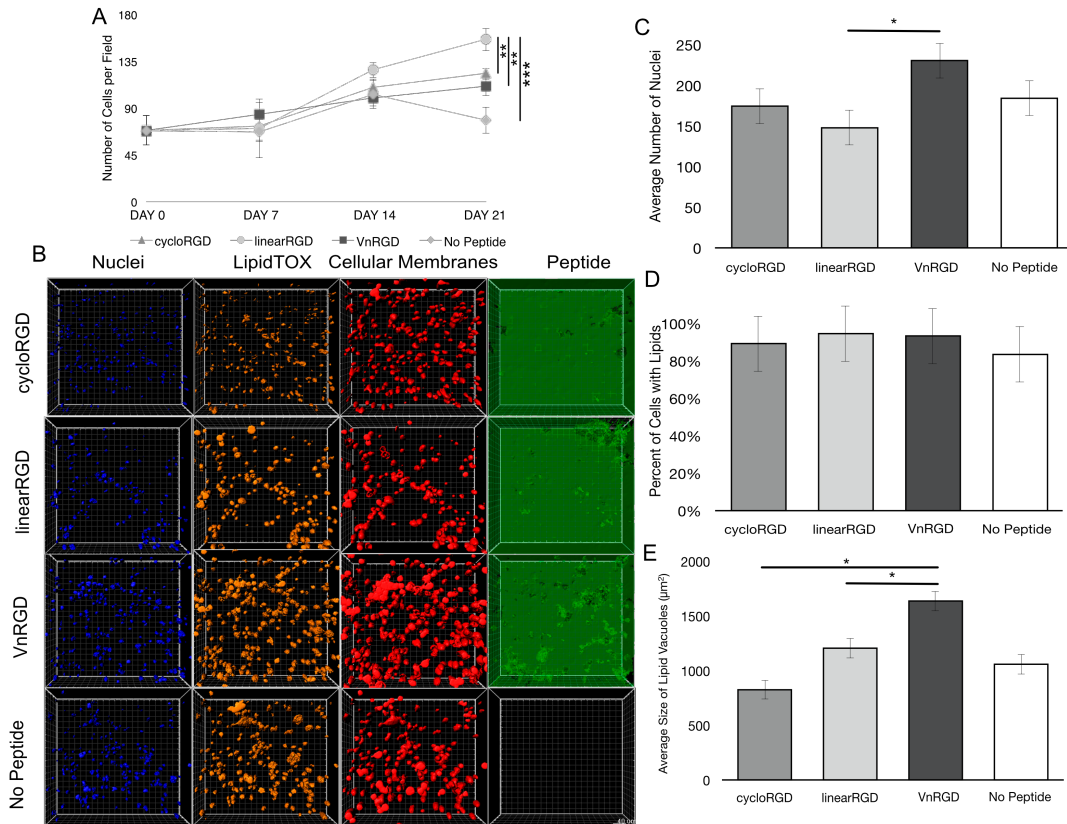 A
Number of Cells per Field
180
135
90
45
0
DAY 0
DAY 7
DAY 14
DAY 21
**
**
***
cycloRGD
linearRGD
VnRGD
No Peptide
B
Nuclei
LipidTOX
Cellular Membranes
Peptide
cycloRGD
linearRGD
VnRGD
No Peptide
C
Average Number of Nuclei
250
200
150
100
50
0
*
cycloRGD
linearRGD
VnRGD
No Peptide
D
Percent of Cells with Lipids
100%
80%
60%
40%
20%
0%
cycloRGD
linearRGD
VnRGD
No Peptide
E
Average Size of Lipid Vacuoles (µm²)
2000
1500
1000
500
0
*
*
cycloRGD
linearRGD
VnRGD
No Peptide